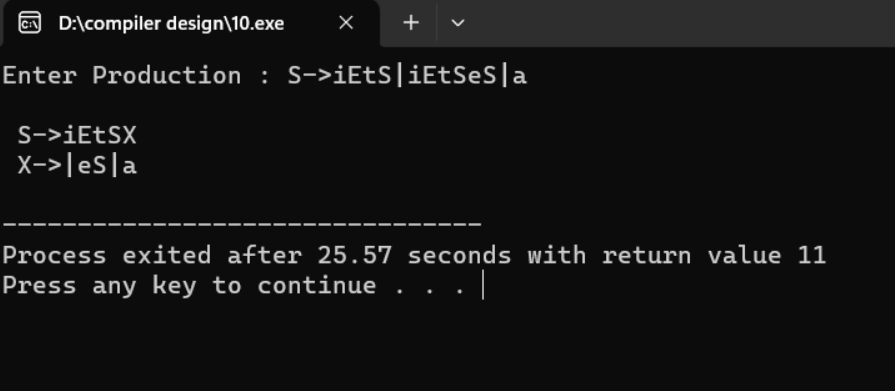 D:\compiler design\10.exe
Enter Production : S->iEtS|iEtSeS|a
S->iEtSX
X->|eS|a
--------------------------------
Process exited after 25.57 seconds with return value 11
Press any key to continue . . .